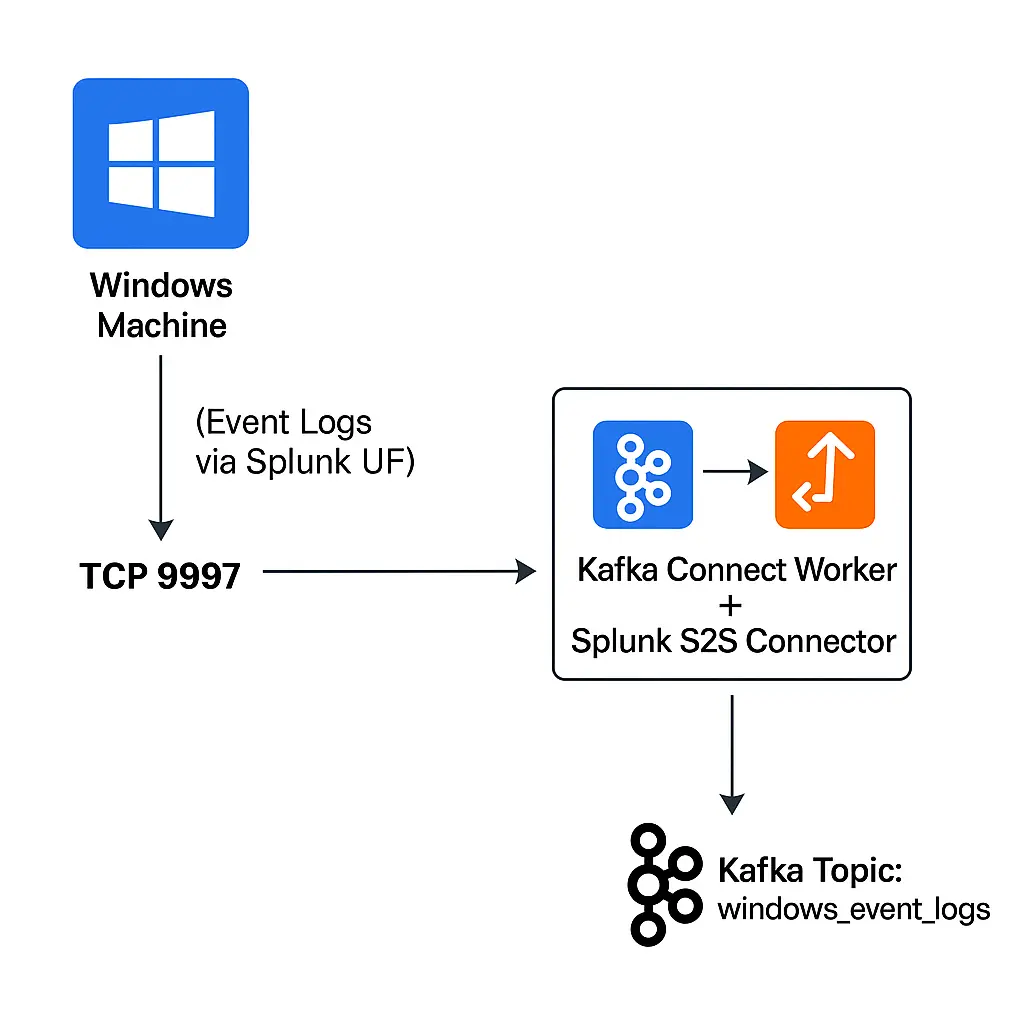 Windows
Machine
(Event Logs
via Splunk UF)
TCP 9997
Kafka Connect Worker
+
Splunk S2S Connector
Kafka Topic:
windows_event_logs